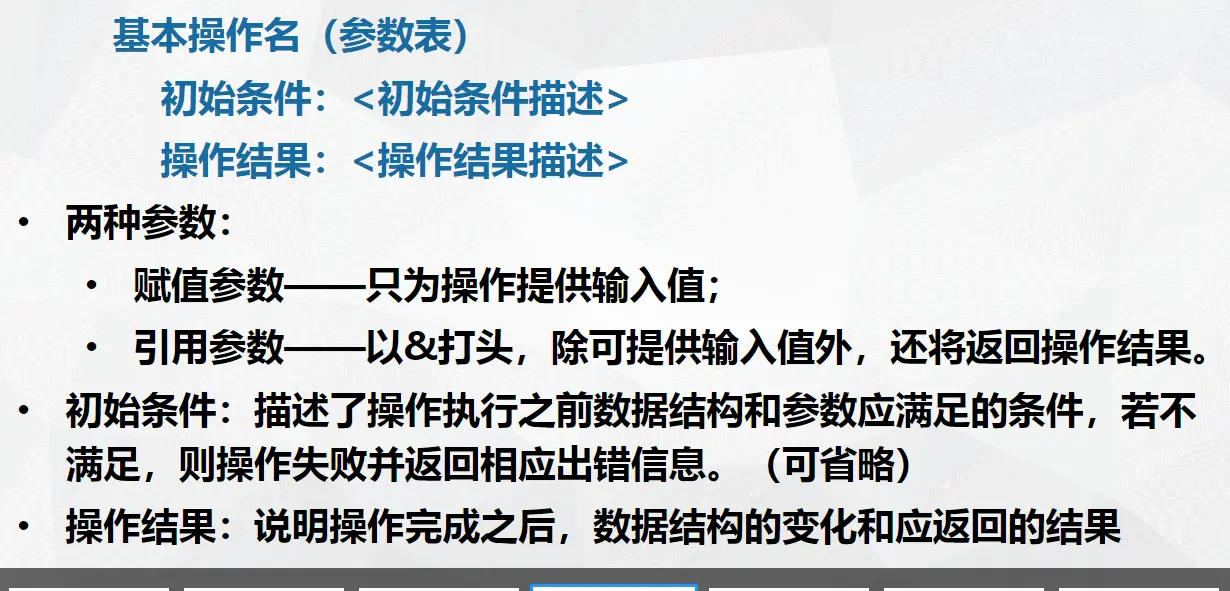 基本操作名（参数表）
初始条件：<初始条件描述>
操作结果：<操作结果描述>
• 两种参数：
• 赋值参数——只为操作提供输入值；
• 引用参数——以&打头，除可提供输入值外，还将返回操作结果。
• 初始条件：描述了操作执行之前数据结构和参数应满足的条件，若不
满足，则操作失败并返回相应出错信息。（可省略）
• 操作结果：说明操作完成之后，数据结构的变化和应返回的结果